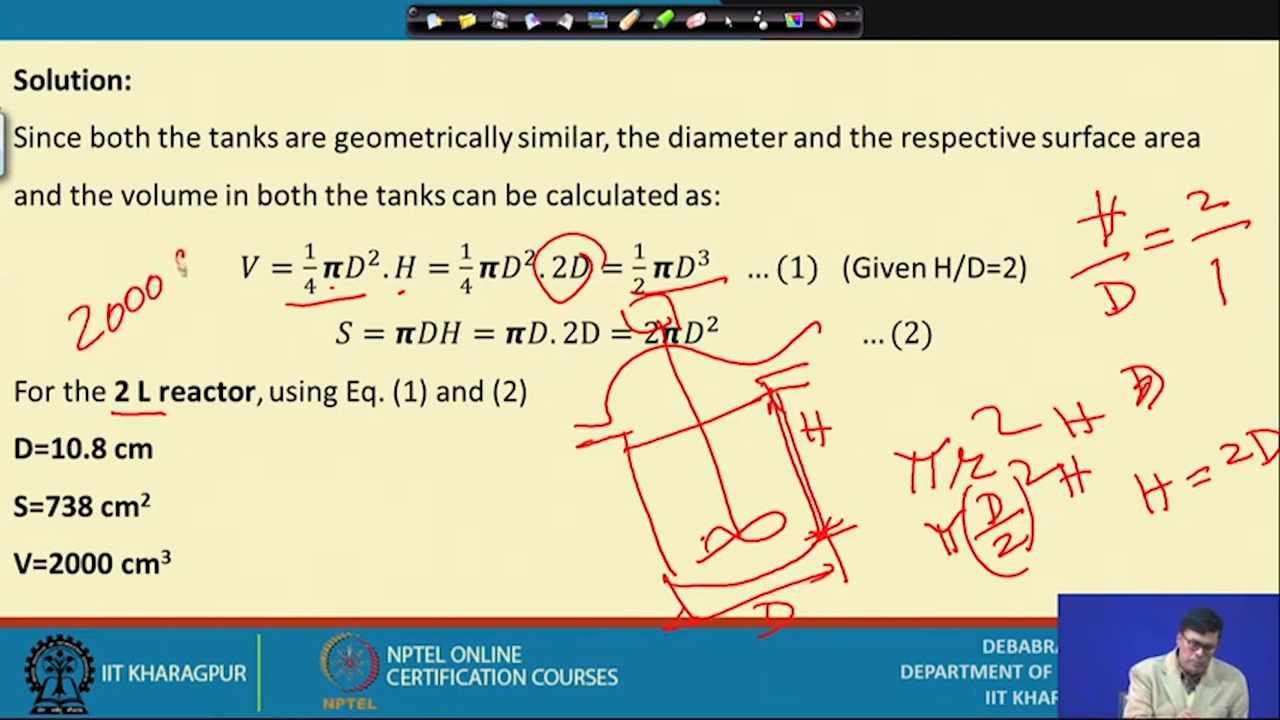 Solution:
Since both the tanks are geometrically similar, the diameter and the respective surface area
and the volume in both the tanks can be calculated as:
V = 1/4 πD². H = 1/4 πD². 2D = 1/2 πD³ ... (1) (Given H/D=2)
S = πDH = πD. 2D = 2πD² ... (2)
For the 2 L reactor, using Eq. (1) and (2)
D=10.8 cm
S=738 cm²
V=2000 cm³
2000
H/D = 2/1
H
D
πr² H
π(D/2)² H
D
H = 2D
IIT KHARAGPUR
NPTEL
NPTEL ONLINE
CERTIFICATION COURSES
DEBABRA
DEPARTMENT OF
IIT KHAR